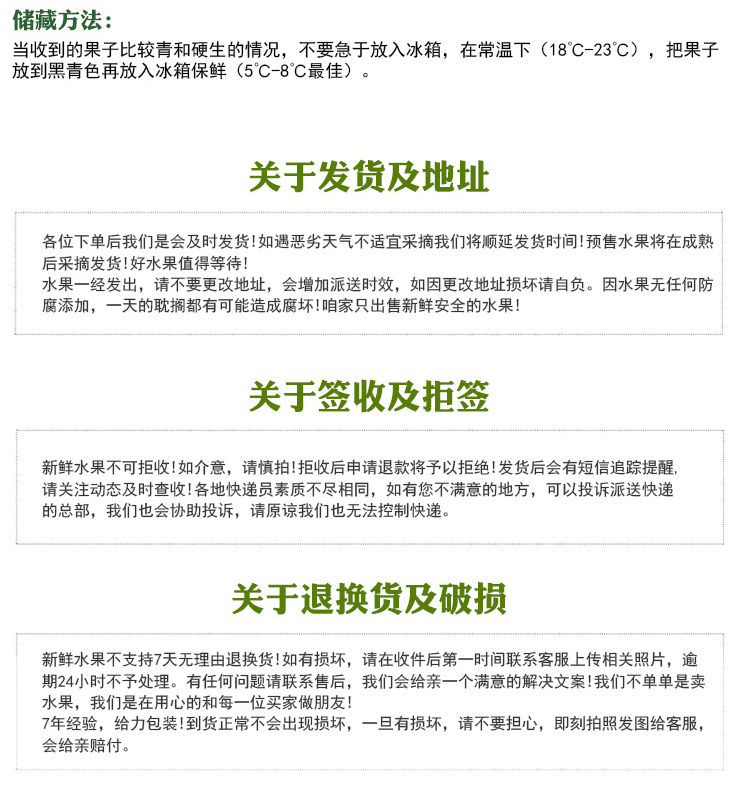 储藏方法:
当收到的果子比较青和硬生的情况，不要急于放入冰箱，在常温下（18℃-23℃），把果子
放到黑青色再放入冰箱保鲜（5℃-8℃最佳）。
关于发货及地址
各位下单后我们是会及时发货!如遇恶劣天气不适宜采摘我们将顺延发货时间!预售水果将在成熟
后采摘发货!好水果值得等待!
水果一经发出，请不要更改地址，会增加派送时效，如因更改地址损坏请自负。因水果无任何防
腐添加，一天的耽搁都有可能造成腐坏!咱家只出售新鲜安全的水果!
关于签收及拒签
新鲜水果不可拒收!如介意，请慎拍!拒收后申请退款将予以拒绝!发货后会有短信追踪提醒,
请关注动态及时查收!各地快递员素质不尽相同，如有您不满意的地方，可以投诉派送快递
的总部，我们也会协助投诉，请原谅我们也无法控制快递。
关于退换货及破损
新鲜水果不支持7天无理由退换货!如有损坏，请在收件后第一时间联系客服上传相关照片，逾
期24小时不予处理。有任何问题请联系售后，我们会给亲一个满意的解决文案!我们不单单是卖
水果，我们是在用心的和每一位买家做朋友!
7年经验，给力包装!到货正常不会出现损坏，一旦有损坏，请不要担心，即刻拍照发图给客服，
会给亲赔付。